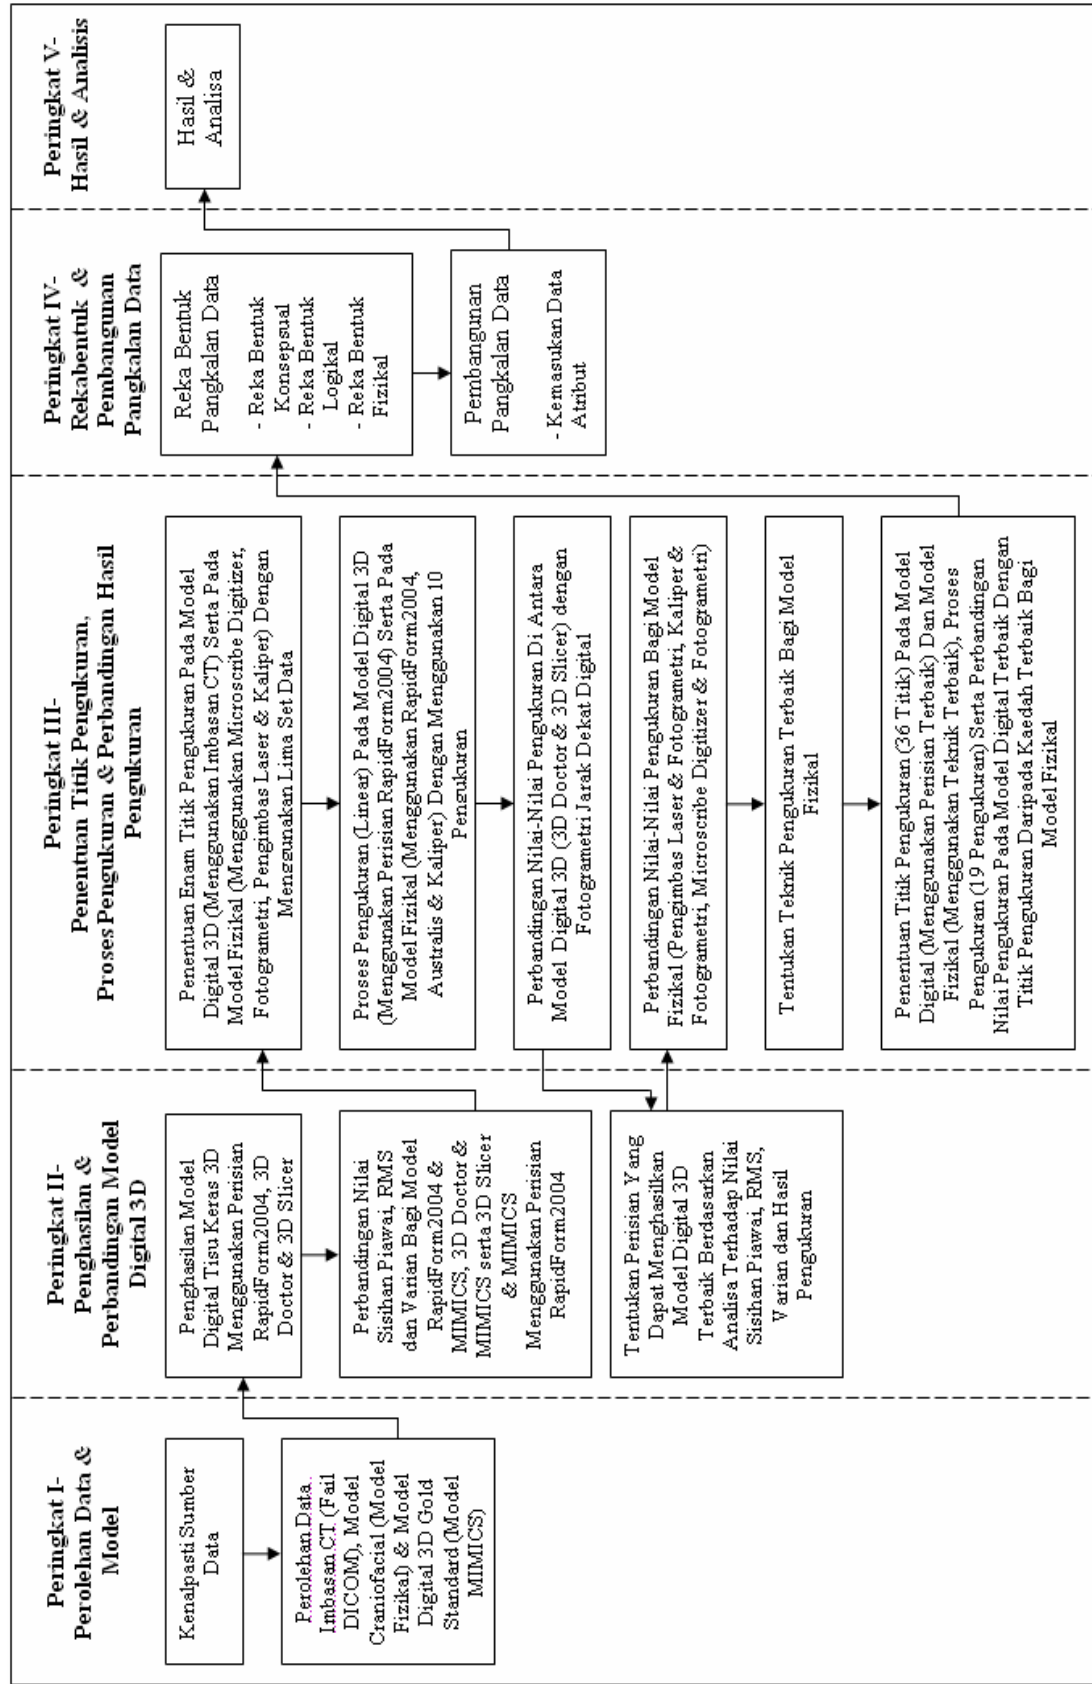 Peringkat I-
Perolehan Data &
Model
Kenalpasti Sumber
Data
Perolehan Data
Imbasan CT (Fail
DICOM), Model
Craniofacial (Model
Fizikal) & Model
Digital 3D Gold
Standard (Model
MIMICS)
Peringkat II-
Penghasilan &
Perbandingan Model
Digital 3D
Penghasilan Model
Digital Tisu Keras 3D
Menggunakan Perisian
RapidForm2004, 3D
Doctor & 3D Slicer
Perbandingan Nilai
Sisihan Piawai, RMS
dan Varian Bagi Model
RapidForm2004 &
MIMICS, 3D Doctor &
MIMICS serta 3D Slicer
& MIMICS
Menggunakan Perisian
RapidForm2004
Tentukan Perisian Yang
Dapat Menghasilkan
Model Digital 3D
Terbaik Berdasarkan
Analisa Terhadap Nilai
Sisihan Piawai, RMS,
Varian dan Hasil
Pengukuran
Peringkat III-
Penentuan Titik Pengukuran,
Proses Pengukuran & Perbandingan Hasil
Pengukuran
Penentuan Enam Titik Pengukuran Pada Model
Digital 3D (Menggunakan Imbasan CT) Serta Pada
Model Fizikal (Menggunakan Microscribe Digitizer,
Fotogrametri, Pengimbas Laser & Kaliper) Dengan
Menggunakan Lima Set Data
Proses Pengukuran (Linear) Pada Model Digital 3D
(Menggunakan Perisian RapidForm2004) Serta Pada
Model Fizikal (Menggunakan RapidForm2004,
Australis & Kaliper) Dengan Menggunakan 10
Pengukuran
Perbandingan Nilai-Nilai Pengukuran Di Antara
Model Digital 3D (3D Doctor & 3D Slicer) dengan
Fotogrametri Jarak Dekat Digital
Perbandingan Nilai-Nilai Pengukuran Bagi Model
Fizikal (Pengimbas Laser & Fotogrametri, Kaliper &
Fotogrametri, Microscribe Digitizer & Fotogrametri)
Tentukan Teknik Pengukuran Terbaik Bagi Model
Fizikal
Penentuan Titik Pengukuran (36 Titik) Pada Model
Digital (Menggunakan Perisian Terbaik) Dan Model
Fizikal (Menggunakan Teknik Terbaik), Proses
Pengukuran (19 Pengukuran) Serta Perbandingan
Nilai Pengukuran Pada Model Digital Terbaik Dengan
Titik Pengukuran Daripada Kaedah Terbaik Bagi
Model Fizikal
Peringkat IV-
Rekabentuk &
Pembangunan
Pangkalan Data
Reka Bentuk
Pangkalan Data
- Reka Bentuk
Konsepsual
- Reka Bentuk
Logikal
- Reka Bentuk
Fizikal
Pembangunan
Pangkalan Data
- Kemasukan Data
Atribut
Peringkat V-
Hasil & Analisis
Hasil &
Analisa